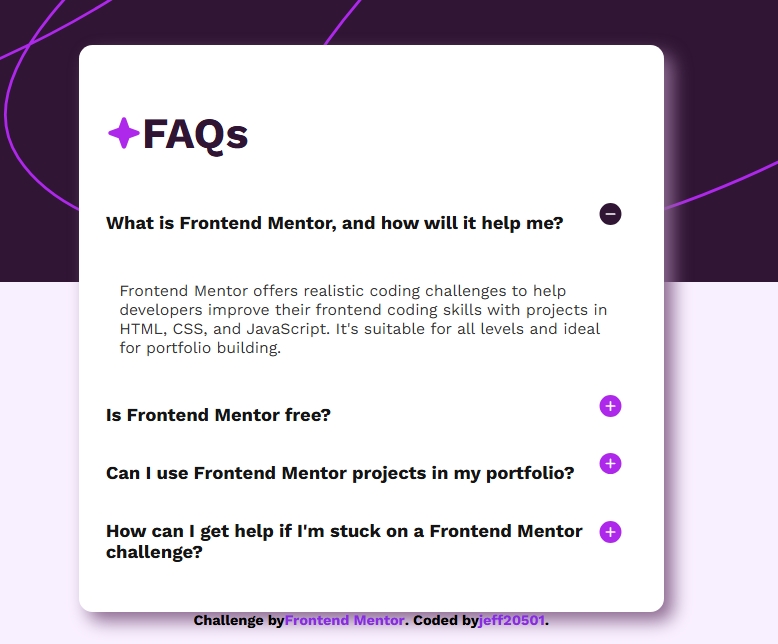 FAQs
What is Frontend Mentor, and how will it help me?
Frontend Mentor offers realistic coding challenges to help
developers improve their frontend coding skills with projects in
HTML, CSS, and JavaScript. It's suitable for all levels and ideal
for portfolio building.
Is Frontend Mentor free?
Can I use Frontend Mentor projects in my portfolio?
How can I get help if I'm stuck on a Frontend Mentor
challenge?
Challenge byFrontend Mentor. Coded byjeff20501.